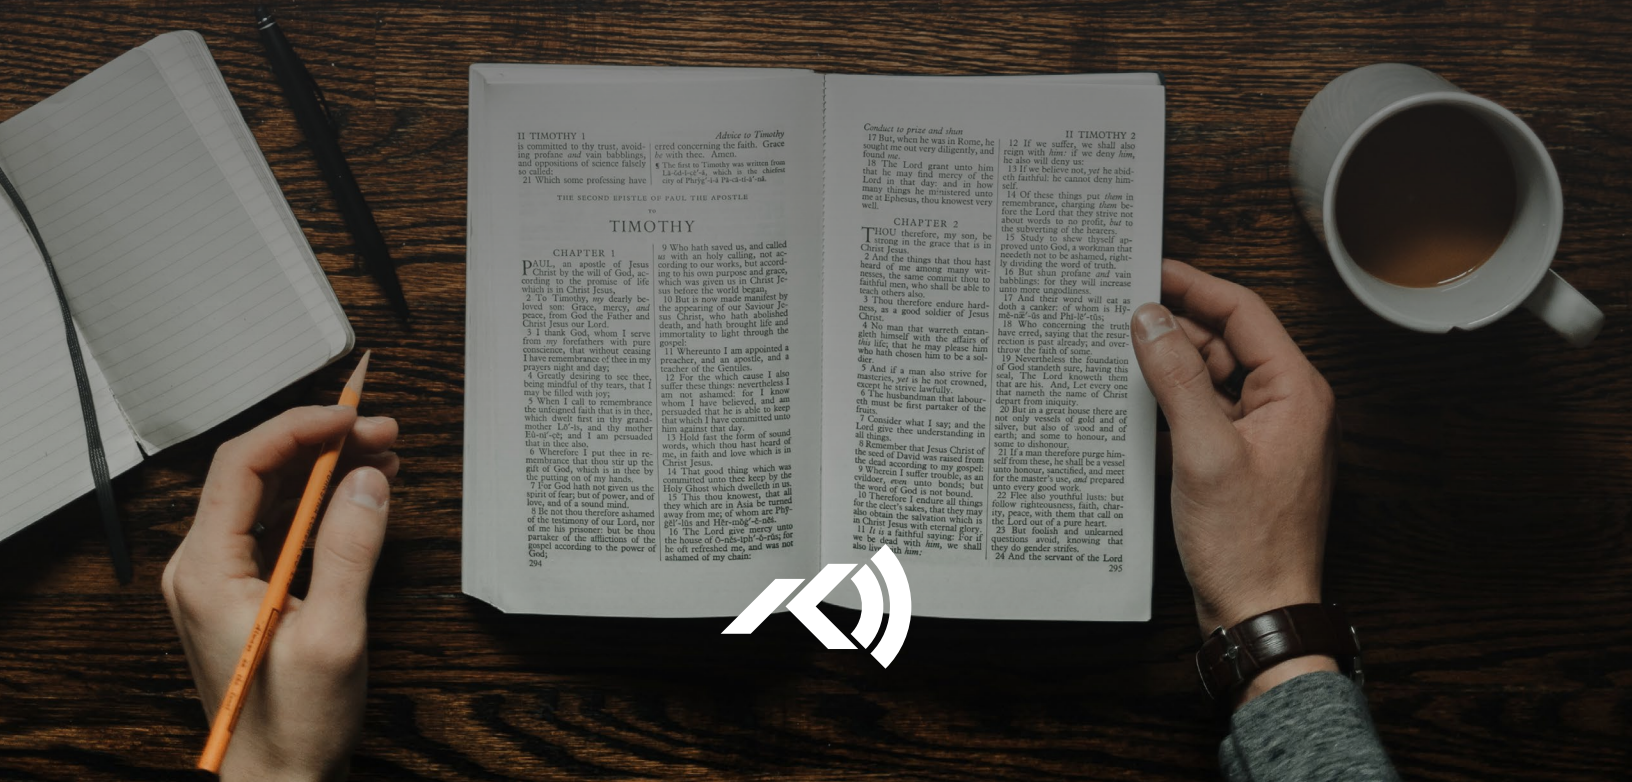 II TIMOTHY 1
Advice to Timothy
is committed to thy trust, avoid-
ing profane and vain babblings,
and oppositions of science falsely
so called:
21 Which some professing have
erred concerning the faith. Grace
be with thee. Amen.
¶ The first to Timothy was written from
Lā-ŏd-ĭ-çē'-ȧ, which is the chiefest
city of Phrȳġ'-ĭ-ȧ Pȧ-cȧ-tĭ-ā'-nȧ.
THE SECOND EPISTLE OF PAUL THE APOSTLE
TO
TIMOTHY
CHAPTER 1
PAUL, an apostle of Jesus
Christ by the will of God, ac-
cording to the promise of life
which is in Christ Jesus,
2 To Timothy, my dearly be-
loved son: Grace, mercy, and
peace, from God the Father and
Christ Jesus our Lord.
3 I thank God, whom I serve
from my forefathers with pure
conscience, that without ceasing
I have remembrance of thee in my
prayers night and day;
4 Greatly desiring to see thee,
being mindful of thy tears, that I
may be filled with joy;
5 When I call to remembrance
the unfeigned faith that is in thee,
which dwelt first in thy grand-
mother Lō'-ĭs, and thy mother
Eū-nī'-çē; and I am persuaded
that in thee also.
6 Wherefore I put thee in re-
membrance that thou stir up the
gift of God, which is in thee by
the putting on of my hands.
7 For God hath not given us the
spirit of fear; but of power, and of
love, and of a sound mind.
8 Be not thou therefore ashamed
of the testimony of our Lord, nor
of me his prisoner: but be thou
partaker of the afflictions of the
gospel according to the power of
God;
294
9 Who hath saved us, and called
us with an holy calling, not ac-
cording to our works, but accord-
ing to his own purpose and grace,
which was given us in Christ Je-
sus before the world began,
10 But is now made manifest by
the appearing of our Saviour Je-
sus Christ, who hath abolished
death, and hath brought life and
immortality to light through the
gospel:
11 Whereunto I am appointed a
preacher, and an apostle, and a
teacher of the Gentiles.
12 For the which cause I also
suffer these things: nevertheless I
am not ashamed: for I know
whom I have believed, and am
persuaded that he is able to keep
that which I have committed unto
him against that day.
13 Hold fast the form of sound
words, which thou hast heard of
me, in faith and love which is in
Christ Jesus.
14 That good thing which was
committed unto thee keep by the
Holy Ghost which dwelleth in us.
15 This thou knowest, that all
they which are in Asia be turned
away from me; of whom are Phȳ-
ġĕl'-lŭs and Hĕr-mŏġ'-ĕ-nēs.
16 The Lord give mercy unto
the house of Ŏ-nĕs-ĭph'-ŏ-rŭs; for
he oft refreshed me, and was not
ashamed of my chain:
Conduct to prize and shun
II TIMOTHY 2
17 But, when he was in Rome, he
sought me out very diligently, and
found me.
18 The Lord grant unto him
that he may find mercy of the
Lord in that day: and in how
many things he ministered unto
me at Ephesus, thou knowest very
well.
CHAPTER 2
THOU therefore, my son, be
strong in the grace that is in
Christ Jesus.
2 And the things that thou hast
heard of me among many wit-
nesses, the same commit thou to
faithful men, who shall be able to
teach others also.
3 Thou therefore endure hard-
ness, as a good soldier of Jesus
Christ.
4 No man that warreth entan-
gleth himself with the affairs of
this life; that he may please him
who hath chosen him to be a sol-
dier.
5 And if a man also strive for
masteries, yet is he not crowned,
except he strive lawfully.
6 The husbandman that labour-
eth must be first partaker of the
fruits.
7 Consider what I say; and the
Lord give thee understanding in
all things.
8 Remember that Jesus Christ of
the seed of David was raised from
the dead according to my gospel:
9 Wherein I suffer trouble, as an
evildoer, even unto bonds; but
the word of God is not bound.
10 Therefore I endure all things
for the elect's sakes, that they may
also obtain the salvation which is
in Christ Jesus with eternal glory.
11 It is a faithful saying: For if
we be dead with him, we shall
also live with him:
12 If we suffer, we shall also
reign with him: if we deny him,
he also will deny us:
13 If we believe not, yet he abid-
eth faithful: he cannot deny him-
self.
14 Of these things put them in
remembrance, charging them be-
fore the Lord that they strive not
about words to no profit, but to
the subverting of the hearers.
15 Study to shew thyself ap-
proved unto God, a workman that
needeth not to be ashamed, right-
ly dividing the word of truth.
16 But shun profane and vain
babblings: for they will increase
unto more ungodliness.
17 And their word will eat as
doth a canker: of whom is Hȳ-
mĕ-næ'-ŭs and Phī-lē'-tŭs;
18 Who concerning the truth
have erred, saying that the resur-
rection is past already; and over-
throw the faith of some.
19 Nevertheless the foundation
of God standeth sure, having this
seal, The Lord knoweth them
that are his. And, Let every one
that nameth the name of Christ
depart from iniquity.
20 But in a great house there are
not only vessels of gold and of
silver, but also of wood and of
earth; and some to honour, and
some to dishonour.
21 If a man therefore purge him-
self from these, he shall be a vessel
unto honour, sanctified, and meet
for the master's use, and prepared
unto every good work.
22 Flee also youthful lusts: but
follow righteousness, faith, char-
ity, peace, with them that call on
the Lord out of a pure heart.
23 But foolish and unlearned
questions avoid, knowing that
they do gender strifes.
24 And the servant of the Lord
295